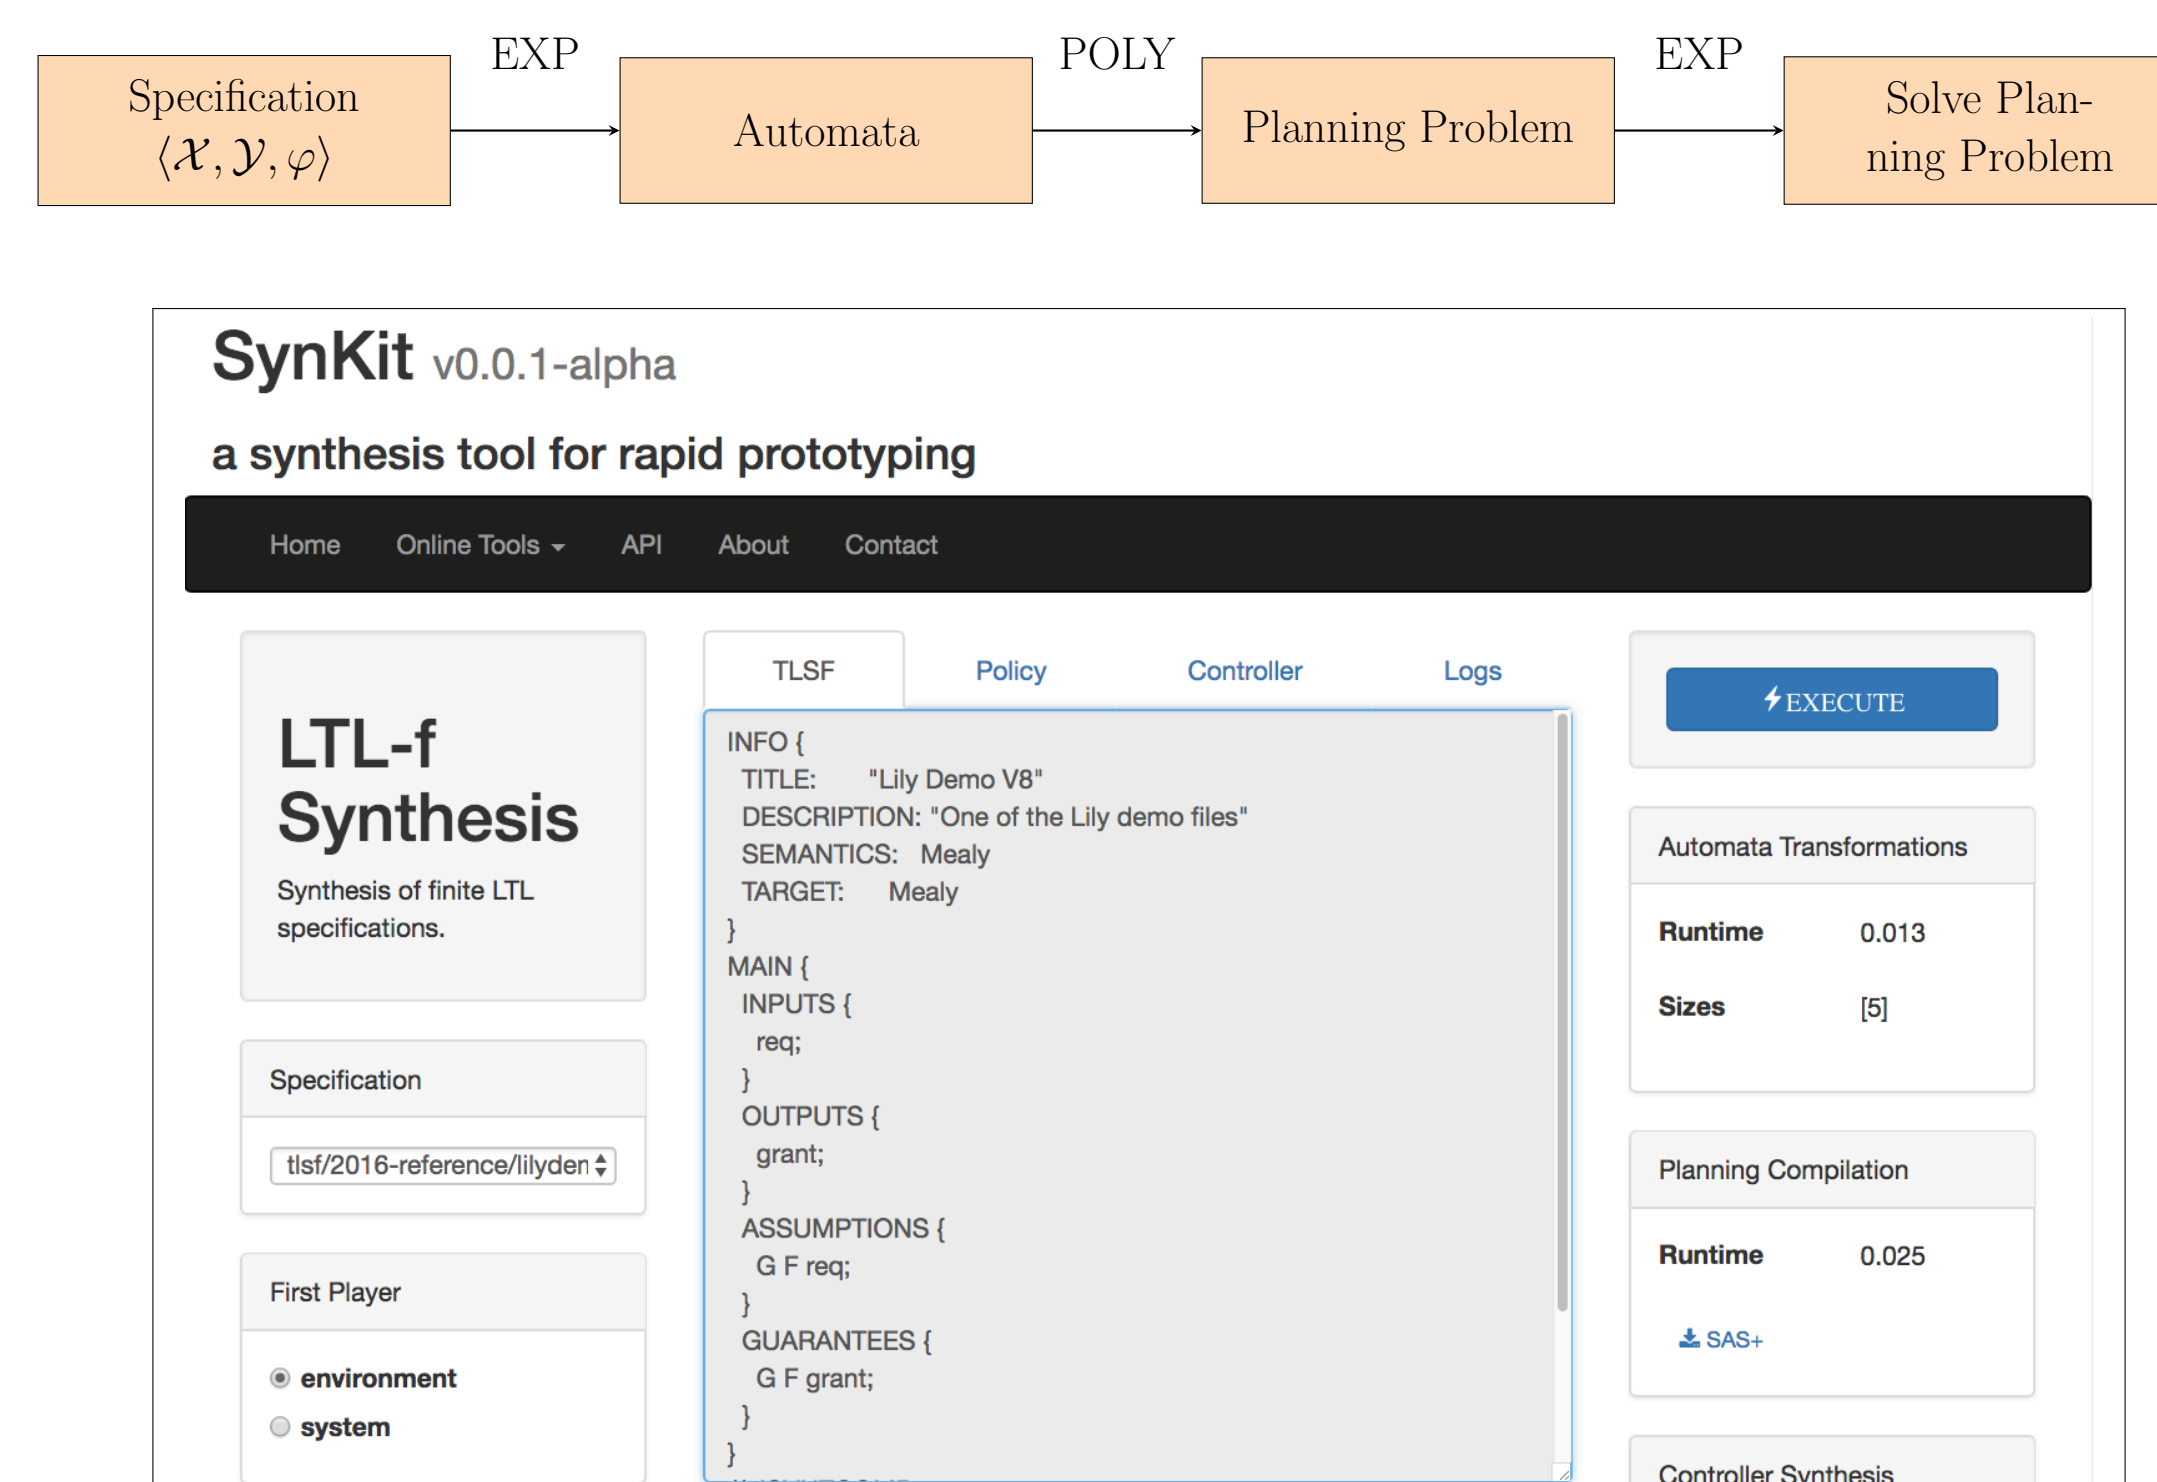 EXP POLY EXP
Specification
⟨𝒳, 𝒴, φ⟩
Automata
Planning Problem
Solve Plan-
ning Problem
SynKit v0.0.1-alpha
a synthesis tool for rapid prototyping
Home Online Tools API About Contact
LTL-f
Synthesis
Synthesis of finite LTL
specifications.
Specification
tlsf/2016-reference/lilyden
First Player
environment
system
TLSF Policy Controller Logs
INFO {
TITLE: "Lily Demo V8"
DESCRIPTION: "One of the Lily demo files"
SEMANTICS: Mealy
TARGET: Mealy
}
MAIN {
INPUTS {
req;
}
OUTPUTS {
grant;
}
ASSUMPTIONS {
G F req;
}
GUARANTEES {
G F grant;
}
}
EXECUTE
Automata Transformations
Runtime 0.013
Sizes [5]
Planning Compilation
Runtime 0.025
SAS+
Controller Synthesis